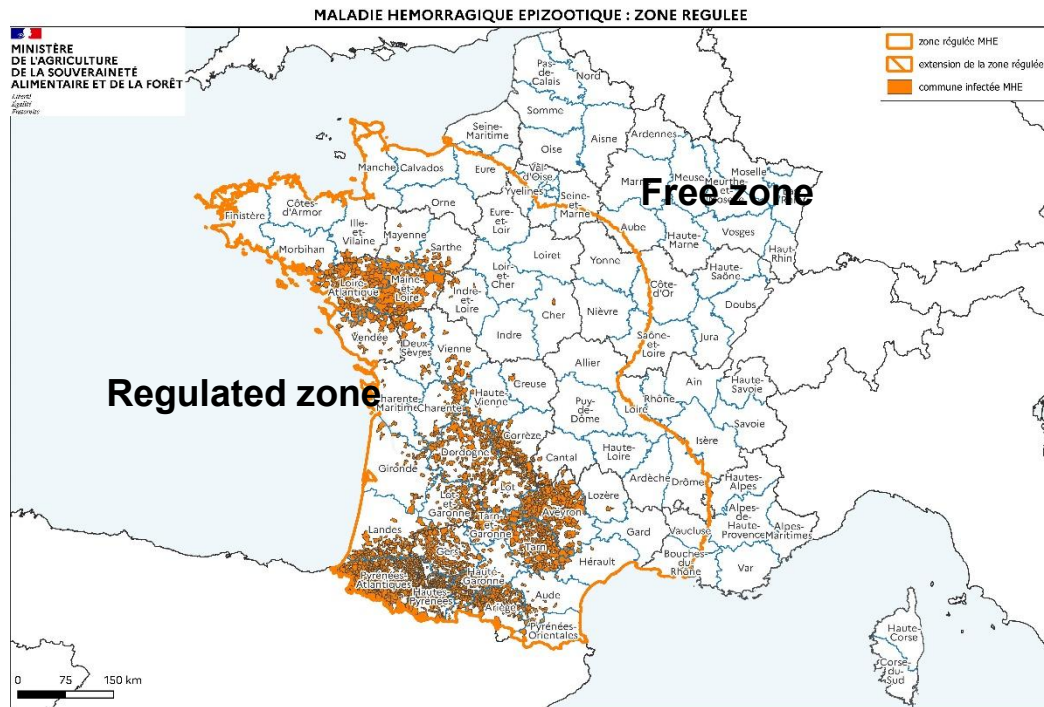 MALADIE HEMORRAGIQUE EPIZOOTIQUE : ZONE REGULEE
MINISTÈRE
DE L'AGRICULTURE
DE LA SOUVERAINETÉ
ALIMENTAIRE ET DE LA FORÊT
Liberté
Égalité
Fraternité
zone régulée MHE
extension de la zone régulée
commune infectée MHE
Pas-
de-
Calais
Nord
Somme
Seine-
Maritime
Oise
Aisne
Ardennes
Manche
Calvados
Eure
Val-
d'Oise
Yvelines
Seine-
et-
Marne
Meuse
Moselle
Free zone
Finistère
Côtes-
d'Armor
Orne
Eure-
et-
Loir
Aube
Haute-
Marne
Vosges
Haut-
Rhin
Morbihan
Ille-
et-
Vilaine
Mayenne
Sarthe
Loiret
Yonne
Haute-
Saône
Loire-
Atlantique
Maine-
et-
Loire
Indre-
et-
Loire
Loir-
et-
Cher
Cher
Nièvre
Côte-
d'Or
Doubs
Vendée
Deux-
Sèvres
Vienne
Indre
Saône-
et-
Loire
Jura
Regulated zone
Charente-
Maritime
Charente
Haute-
Vienne
Creuse
Allier
Puy-
de-
Dôme
Loire
Rhône
Ain
Haute-
Savoie
Savoie
Isère
Gironde
Dordogne
Corrèze
Cantal
Haute-
Loire
Ardèche
Drôme
Hautes-
Alpes
Landes
Lot-
et-
Garonne
Lot
Tarn-
et-
Garonne
Aveyron
Lozère
Gard
Vaucluse
Alpes-
de-
Haute-
Provence
Alpes-
Maritimes
Pyrénées-
Atlantiques
Gers
Haute-
Garonne
Tarn
Hérault
Bouches-
du-
Rhône
Var
Hautes-
Pyrénées
Ariège
Aude
Pyrénées-
Orientales
Haute-
Corse
Corse-
du-
Sud
0 75 150 km